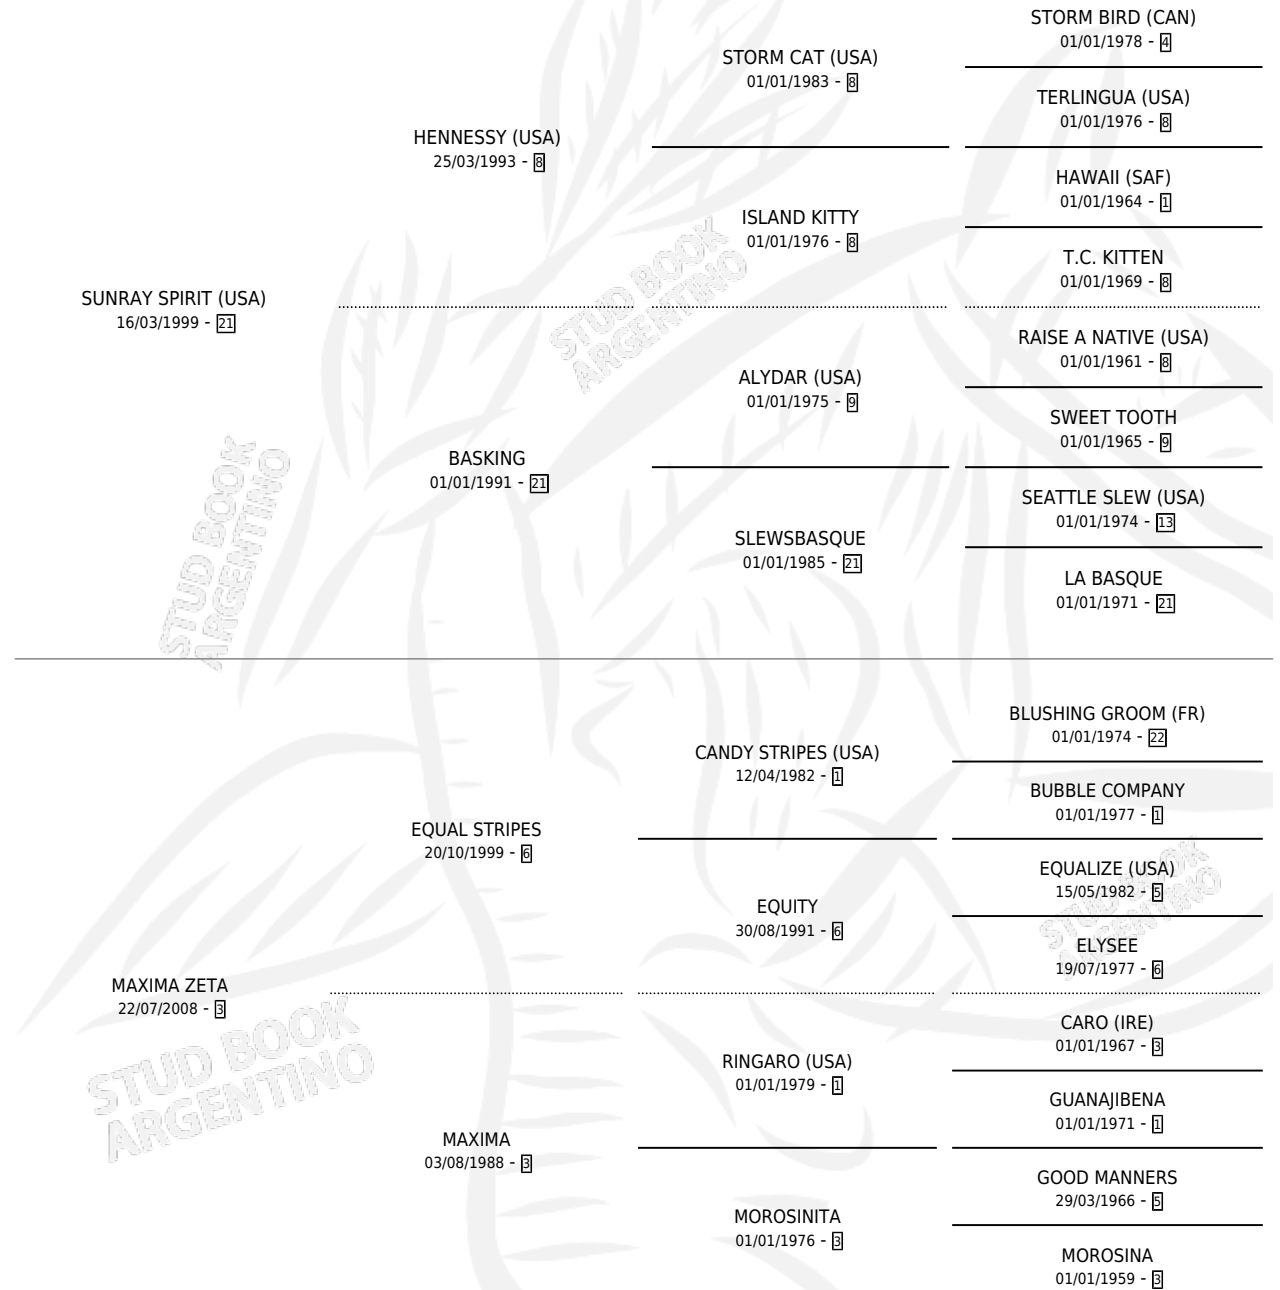 STORM BIRD (CAN)
01/01/1978 - 4
STORM CAT (USA)
01/01/1983 - 8
TERLINGUA (USA)
01/01/1976 - 8
HENNESSY (USA)
25/03/1993 - 8
HAWAII (SAF)
01/01/1964 - 1
ISLAND KITTY
01/01/1976 - 8
T.C. KITTEN
01/01/1969 - 8
SUNRAY SPIRIT (USA)
16/03/1999 - 21
RAISE A NATIVE (USA)
01/01/1961 - 8
ALYDAR (USA)
01/01/1975 - 9
SWEET TOOTH
01/01/1965 - 9
BASKING
01/01/1991 - 21
SEATTLE SLEW (USA)
01/01/1974 - 13
SLEWSBASQUE
01/01/1985 - 21
LA BASQUE
01/01/1971 - 21
BLUSHING GROOM (FR)
01/01/1974 - 22
CANDY STRIPES (USA)
12/04/1982 - 1
BUBBLE COMPANY
01/01/1977 - 1
EQUAL STRIPES
20/10/1999 - 6
EQUALIZE (USA)
15/05/1982 - 5
EQUITY
30/08/1991 - 6
ELYSEE
19/07/1977 - 6
MAXIMA ZETA
22/07/2008 - 3
CARO (IRE)
01/01/1967 - 3
RINGARO (USA)
01/01/1979 - 1
GUANAJIBENA
01/01/1971 - 1
MAXIMA
03/08/1988 - 3
GOOD MANNERS
29/03/1966 - 5
MOROSINITA
01/01/1976 - 3
MOROSINA
01/01/1959 - 3
STUD BOOK
ARGENTINO
STUD BOOK
ARGENTINO
STUD BOOK
ARGENTINO
STUD BOOK
ARGENTINO